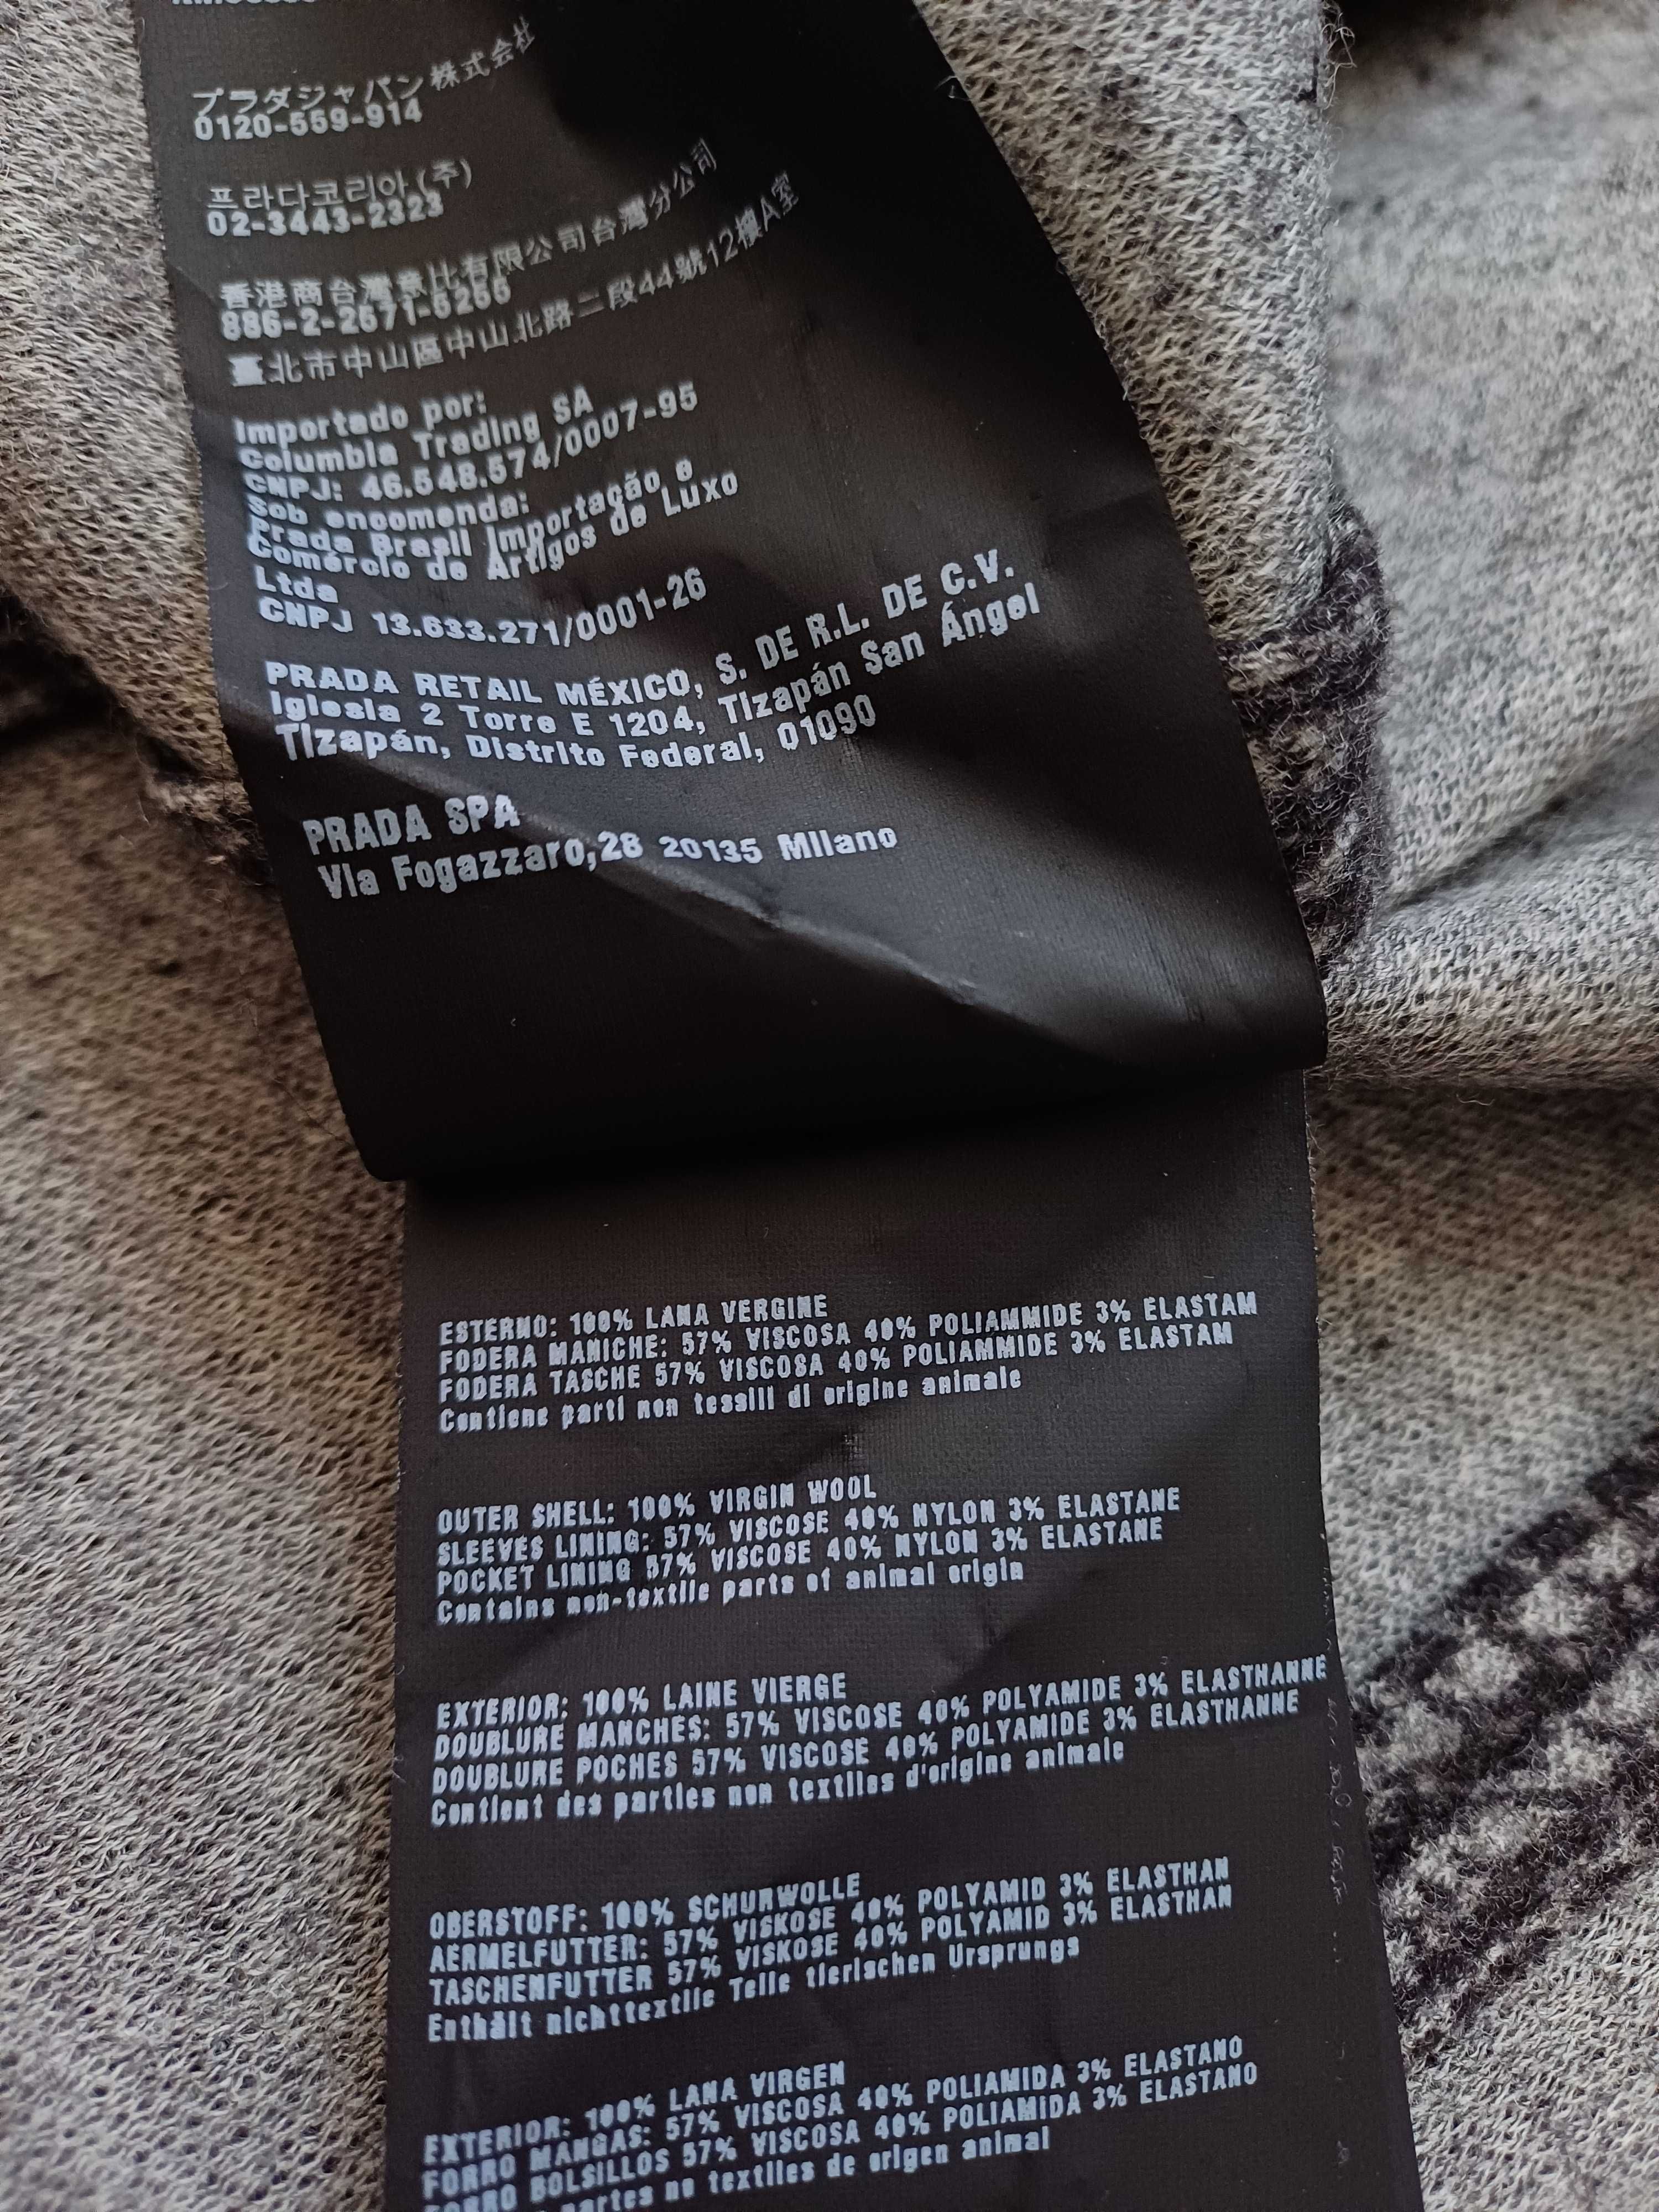 プラダジャパン株式会社
0120-559-914
프라다코리아(주)
02-3443-2323
香港商台灣意比有限公司台灣分公司
886-2-2571-5255
臺北市中山區中山北路二段44號12樓A室
Importado por:
Columbia Trading SA
CNPJ: 46.548.574/0007-95
Sob encomenda:
Prada Brasil Importação e
Comércio de Artigos de Luxo
Ltda
CNPJ 13.633.271/0001-26
PRADA RETAIL MÉXICO, S. DE R.L. DE C.V.
Iglesia 2 Torre E 1204, Tizapán San Ángel
Tizapán, Distrito Federal, 01090
PRADA SPA
Via Fogazzaro,28 20135 Milano
ESTERNO: 100% LANA VERGINE
FODERA MANICHE: 57% VISCOSA 40% POLIAMMIDE 3% ELASTAM
FODERA TASCHE 57% VISCOSA 40% POLIAMMIDE 3% ELASTAM
Contiene parti non tessili di origine animale
OUTER SHELL: 100% VIRGIN WOOL
SLEEVES LINING: 57% VISCOSE 40% NYLON 3% ELASTANE
POCKET LINING 57% VISCOSE 40% NYLON 3% ELASTANE
Contains non-textile parts of animal origin
EXTERIOR: 100% LAINE VIERGE
DOUBLURE MANCHES: 57% VISCOSE 40% POLYAMIDE 3% ELASTHANNE
DOUBLURE POCHES 57% VISCOSE 40% POLYAMIDE 3% ELASTHANNE
Contient des parties non textiles d'origine animale
OBERSTOFF: 100% SCHURWOLLE
AERMELFUTTER: 57% VISKOSE 40% POLYAMID 3% ELASTHAN
TASCHENFUTTER 57% VISKOSE 40% POLYAMID 3% ELASTHAN
Enthält nichttextile Teile tierischen Ursprungs
EXTERIOR: 100% LANA VIRGEN
FORRO MANGAS: 57% VISCOSA 40% POLIAMIDA 3% ELASTANO
FORRO BOLSILLOS 57% VISCOSA 40% POLIAMIDA 3% ELASTANO
partes no textiles de origen animal